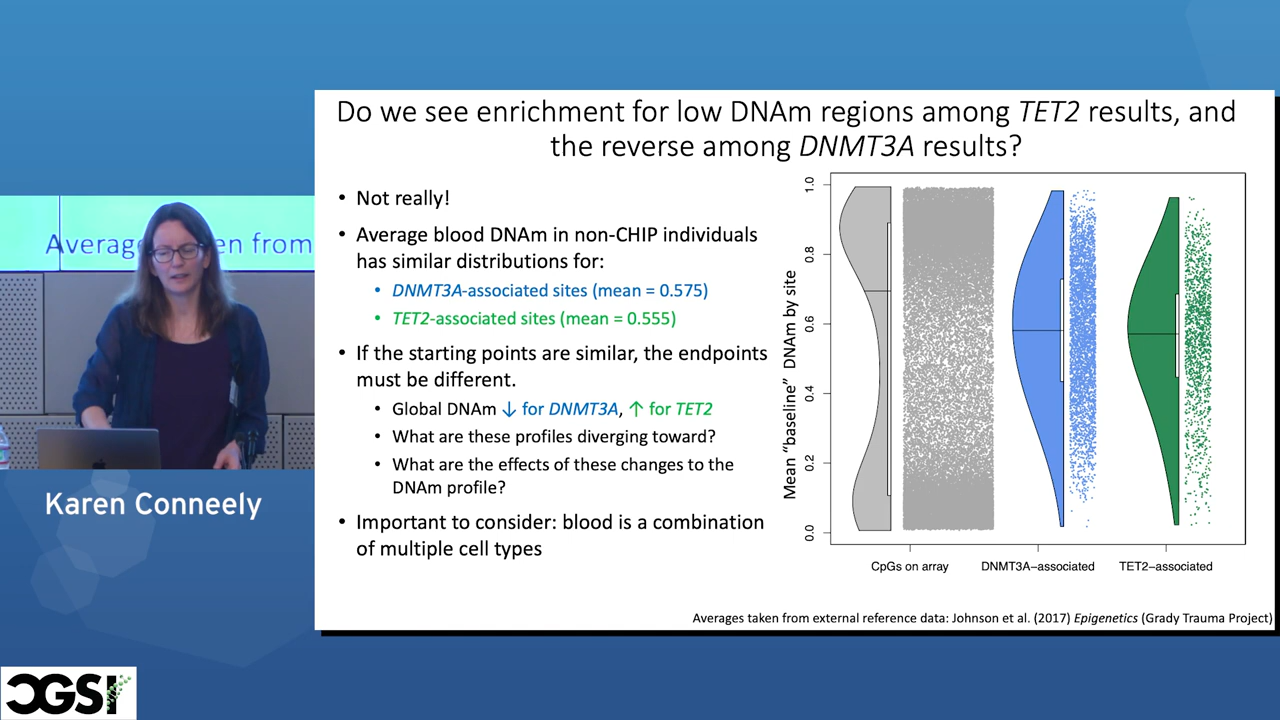 Do we see enrichment for low DNAm regions among TET2 results, and
the reverse among DNMT3A results?
• Not really!
• Average blood DNAm in non-CHIP individuals
has similar distributions for:
• DNMT3A-associated sites (mean = 0.575)
• TET2-associated sites (mean = 0.555)
• If the starting points are similar, the endpoints
must be different.
• Global DNAm ↓ for DNMT3A, ↑ for TET2
• What are these profiles diverging toward?
• What are the effects of these changes to the
DNAm profile?
• Important to consider: blood is a combination
of multiple cell types
Mean “baseline” DNAm by site
1.0
0.8
0.6
0.4
0.2
0.0
CpGs on array
DNMT3A−associated
TET2−associated
Averages taken from external reference data: Johnson et al. (2017) Epigenetics (Grady Trauma Project)
Average en from
Karen Conneely
CGSI